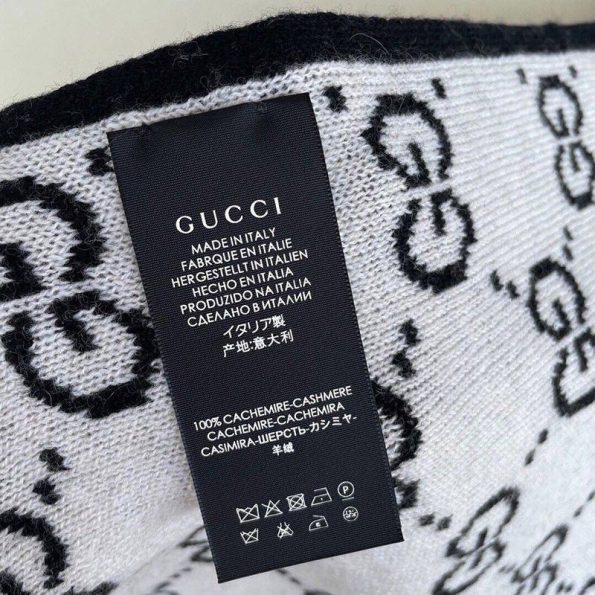 GUCCI
MADE IN ITALY
FABRIQUE EN ITALIE
HERGESTELLT IN ITALIEN
HECHO EN ITALIA
PRODUZIDO NA ITALIA
СДЕЛАНО В ИТАЛИИ
イタリア製
产地:意大利
100% CACHEMIRE-CASHMERE
CACHEMIRE-CACHEMIRA
CASIMIRA-ШЕРСТЬ-カシミヤ-
羊绒